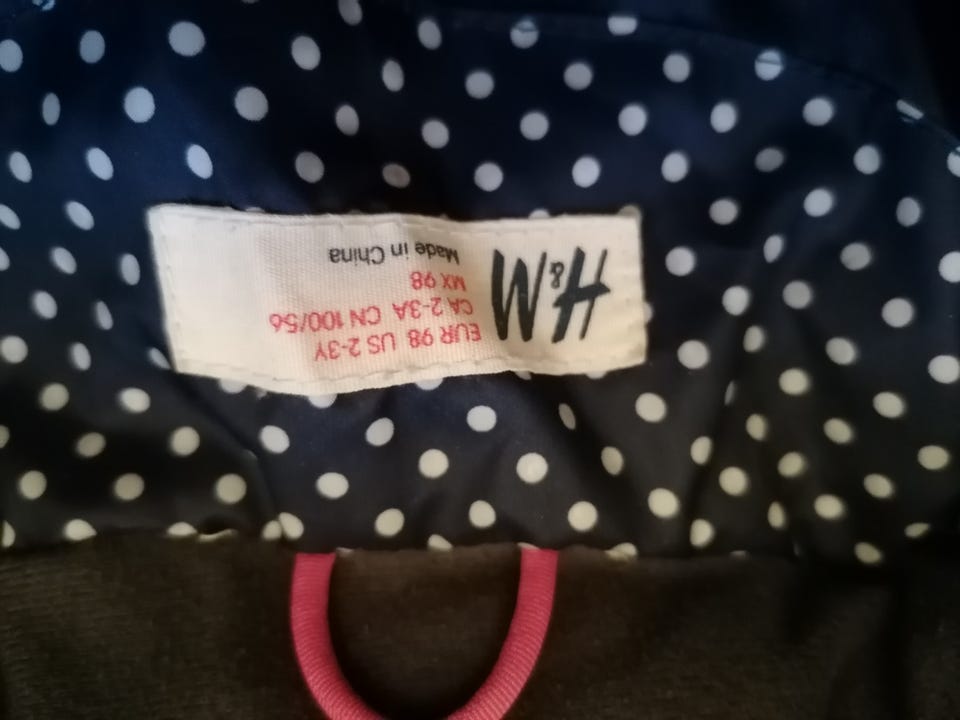 H&M
EUR 98 US 2-3Y
CA 2-3A CN 100/56
MX 98
Made in China